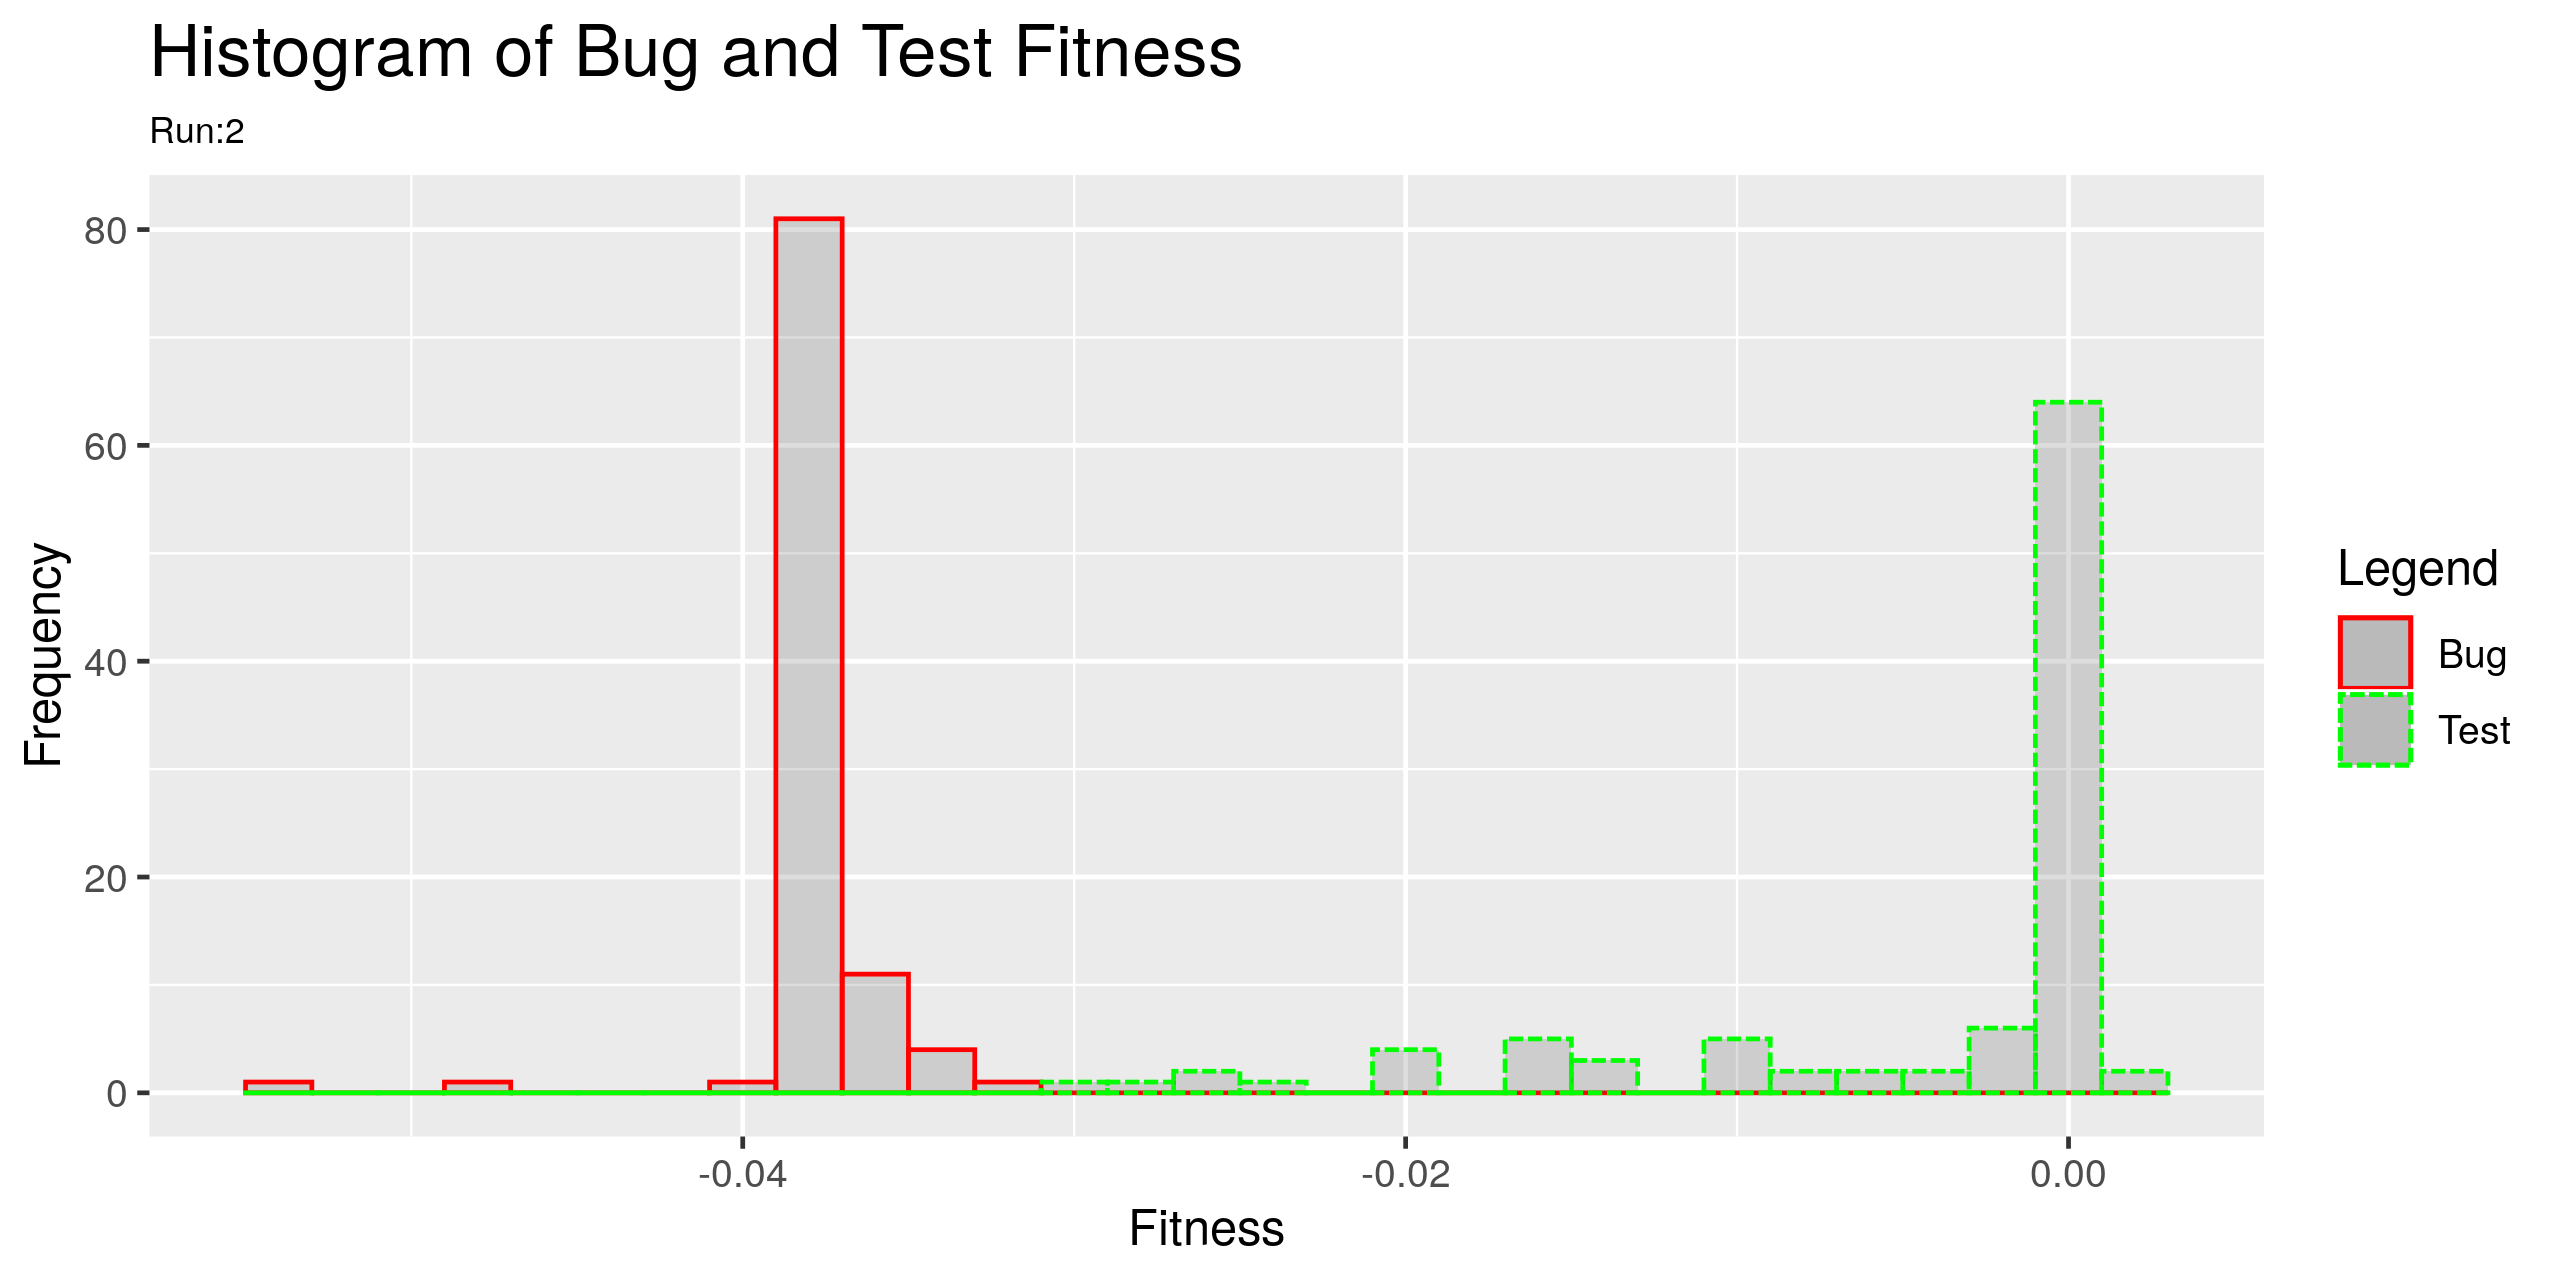 Histogram of Bug and Test Fitness
Run:2
Frequency
80
60
40
20
0
-0.04
-0.02
0.00
Fitness
Legend
Bug
Test